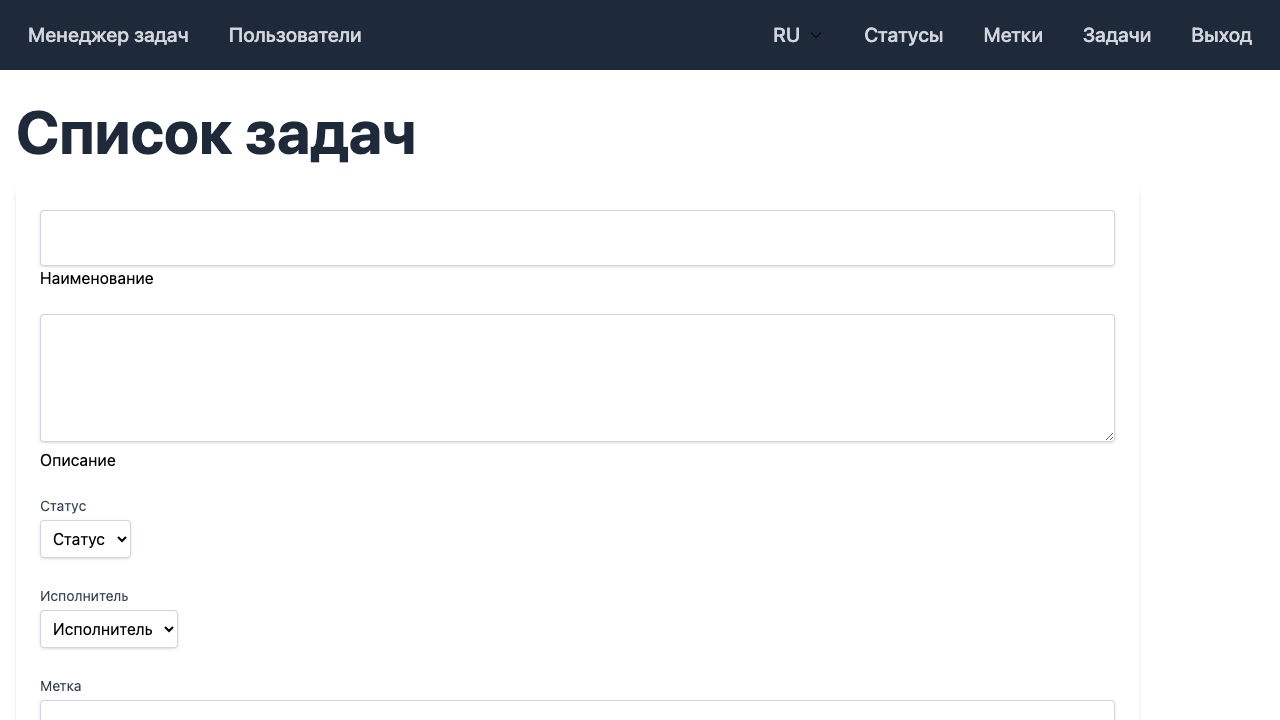 Менеджер задач Пользователи RU Статусы Метки Задачи Выход
Список задач
Наименование
Описание
Статус
Статус
Исполнитель
Исполнитель
Метка